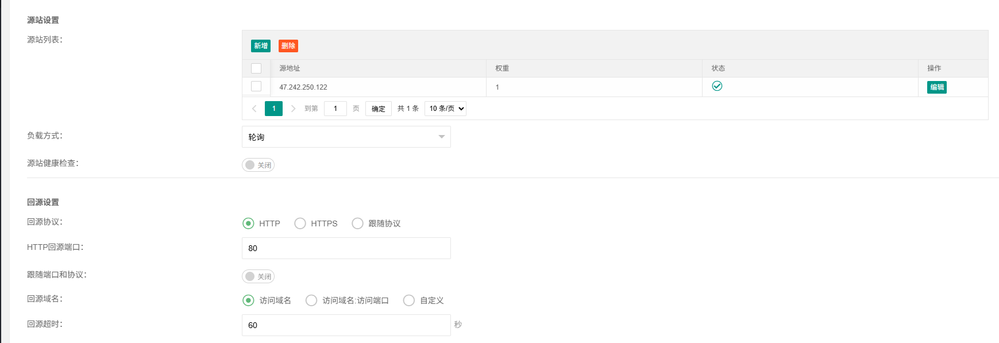 源站设置
源站列表：
新增 删除
源地址 权重 状态 操作
47.242.250.122 1 编辑
1 到第 1 页 确定 共 1 条 10 条/页
负载方式： 轮询
源站健康检查： 关闭
回源设置
回源协议： HTTP HTTPS 跟随协议
HTTP回源端口： 80
跟随端口和协议： 关闭
回源域名： 访问域名 访问域名:访问端口 自定义
回源超时： 60 秒